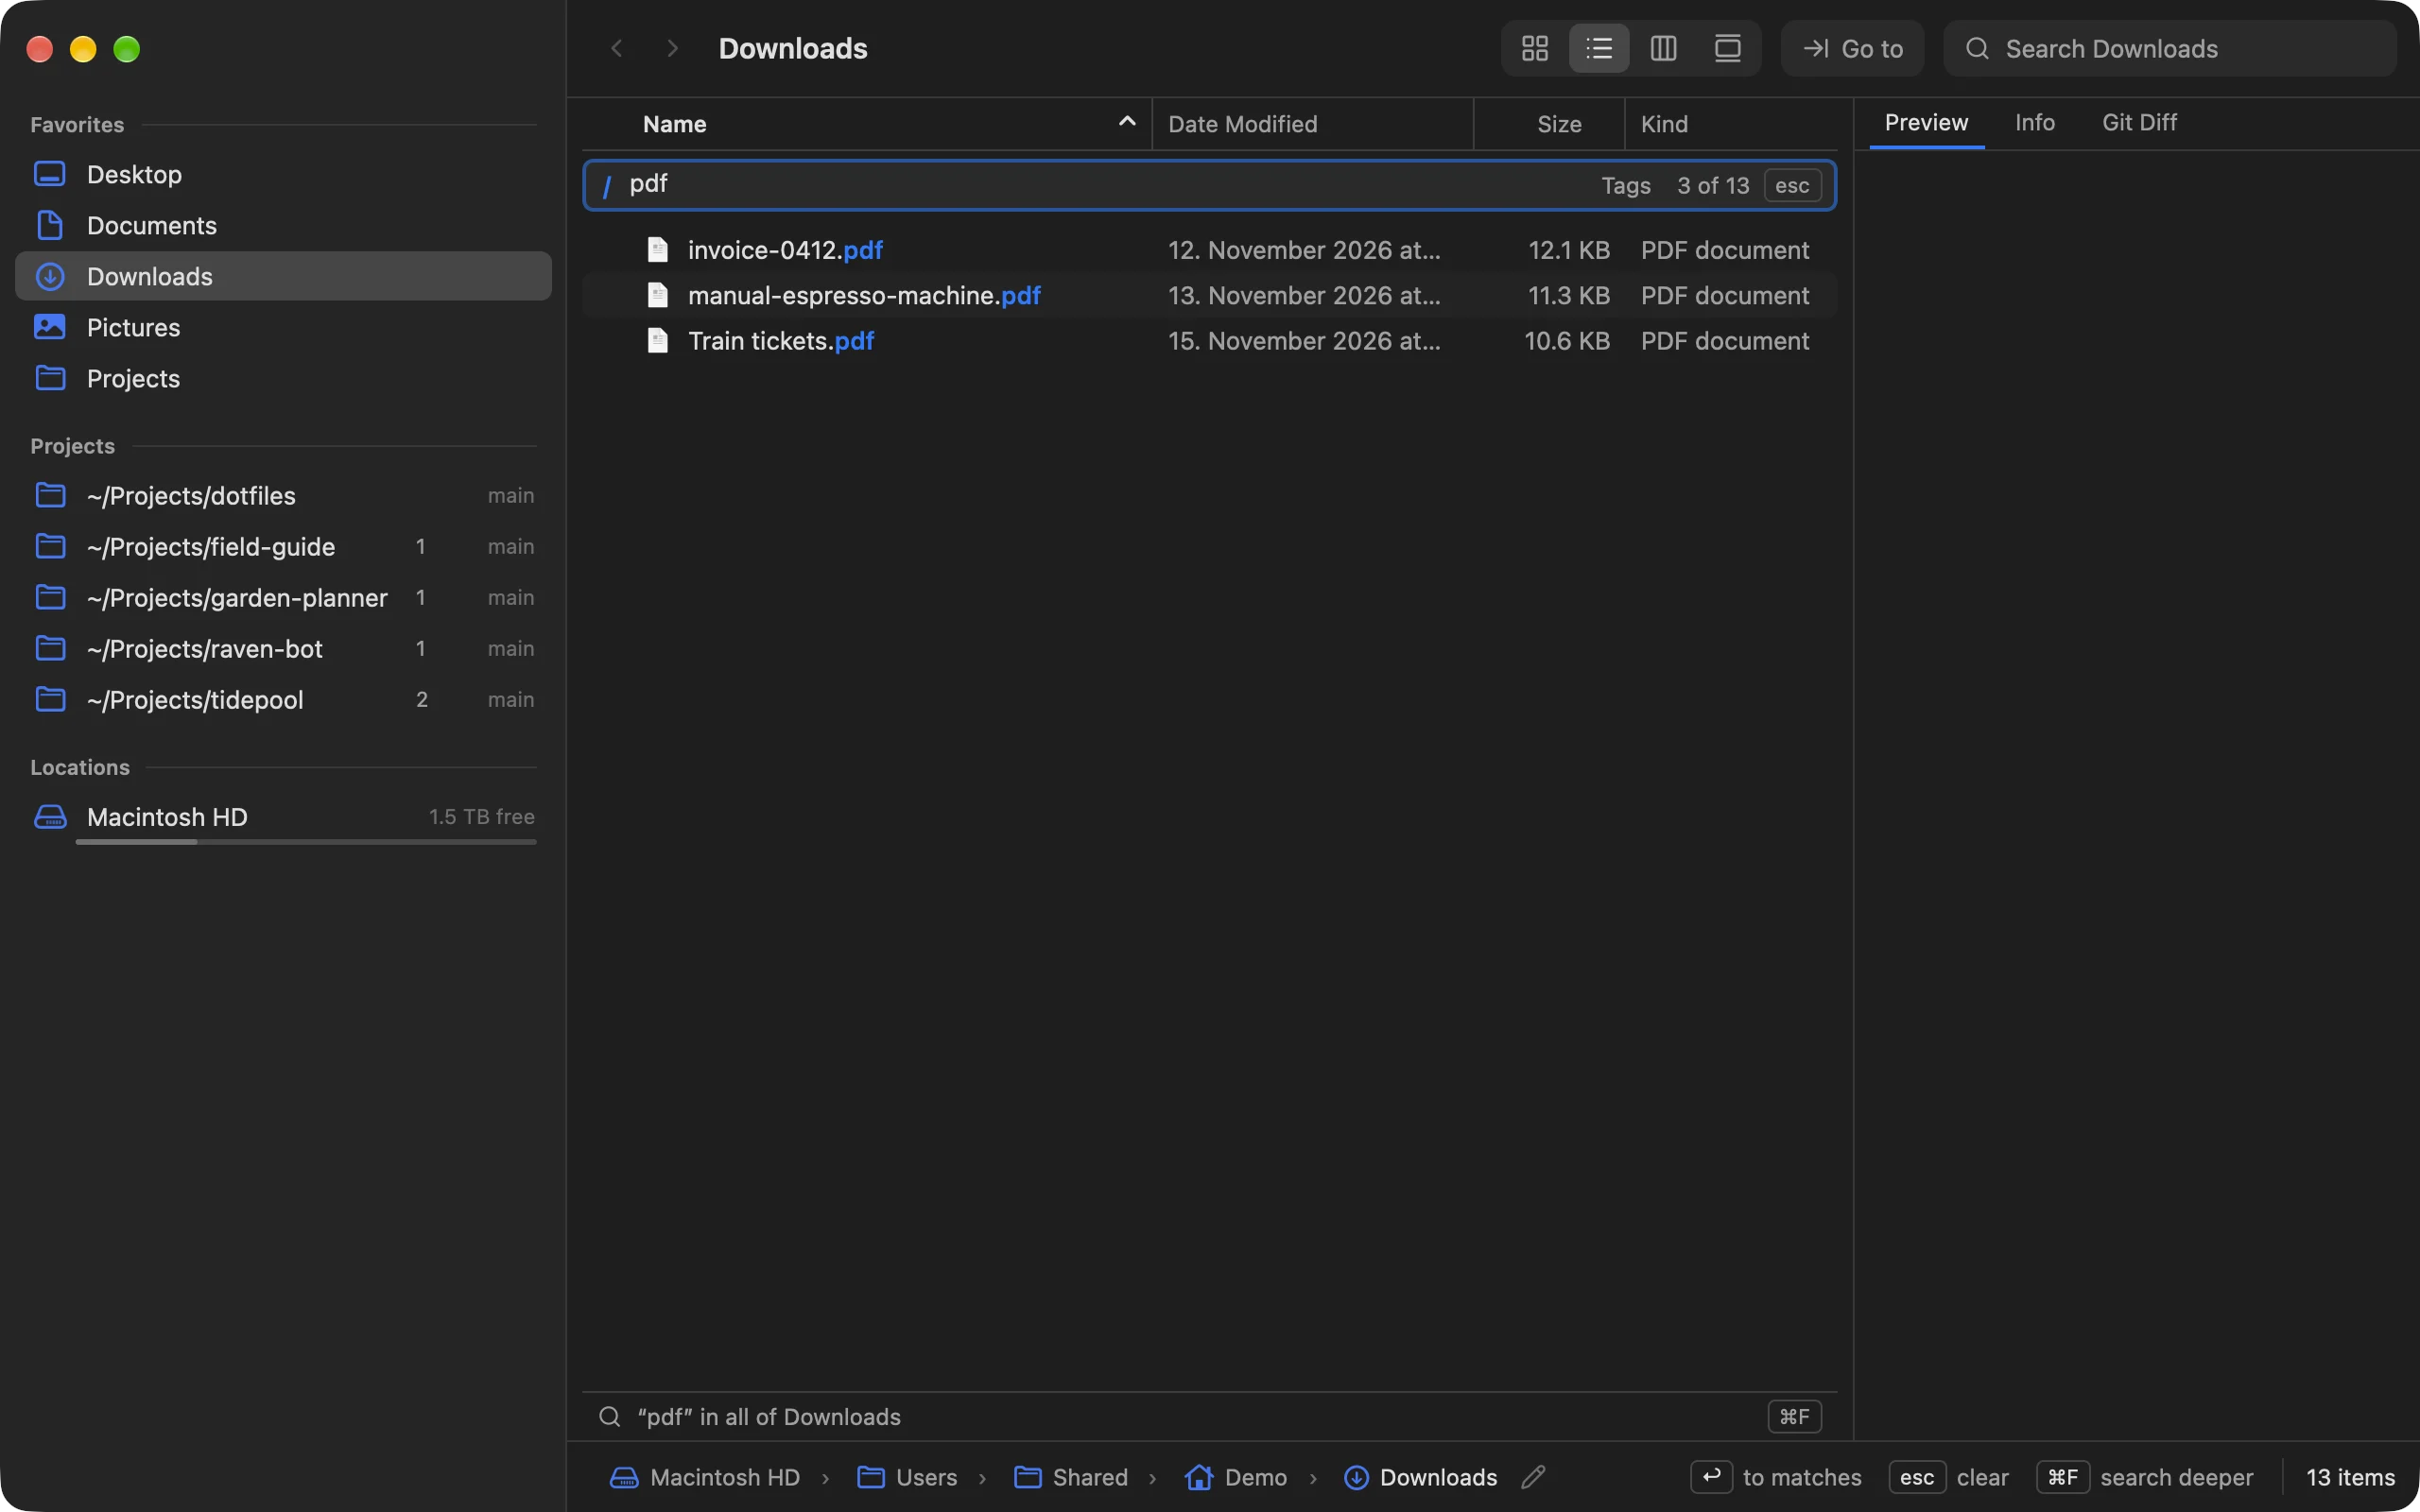 Downloads
Go to
Search Downloads
Favorites
Desktop
Documents
Downloads
Pictures
Projects
Projects
~/Projects/dotfiles main
~/Projects/field-guide 1 main
~/Projects/garden-planner 1 main
~/Projects/raven-bot 1 main
~/Projects/tidepool 2 main
Locations
Macintosh HD 1.5 TB free
Name Date Modified Size Kind
/ pdf Tags 3 of 13 esc
invoice-0412.pdf 12. November 2026 at... 12.1 KB PDF document
manual-espresso-machine.pdf 13. November 2026 at... 11.3 KB PDF document
Train tickets.pdf 15. November 2026 at... 10.6 KB PDF document
Preview Info Git Diff
“pdf” in all of Downloads ⌘F
Macintosh HD › Users › Shared › Demo › Downloads
↩ to matches esc clear ⌘F search deeper 13 items